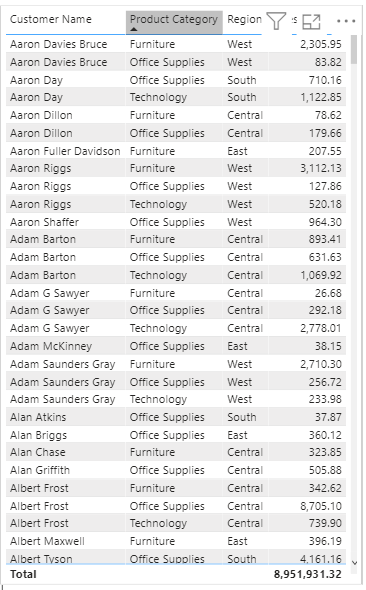 Customer Name Product Category Region s
Aaron Davies Bruce Furniture West 2,305.95
Aaron Davies Bruce Office Supplies West 83.82
Aaron Day Office Supplies South 710.16
Aaron Day Technology South 1,122.85
Aaron Dillon Furniture Central 78.62
Aaron Dillon Office Supplies Central 179.66
Aaron Fuller Davidson Furniture East 207.55
Aaron Riggs Furniture West 3,112.13
Aaron Riggs Office Supplies West 127.86
Aaron Riggs Technology West 520.18
Aaron Shaffer Office Supplies West 964.30
Adam Barton Furniture Central 893.41
Adam Barton Office Supplies Central 631.63
Adam Barton Technology Central 1,069.92
Adam G Sawyer Furniture Central 26.68
Adam G Sawyer Office Supplies Central 292.18
Adam G Sawyer Technology Central 2,778.01
Adam McKinney Office Supplies East 38.15
Adam Saunders Gray Furniture West 2,710.30
Adam Saunders Gray Office Supplies West 256.72
Adam Saunders Gray Technology West 233.98
Alan Atkins Office Supplies South 37.87
Alan Briggs Office Supplies East 360.12
Alan Chase Furniture Central 323.85
Alan Griffith Office Supplies Central 505.88
Albert Frost Furniture Central 342.62
Albert Frost Office Supplies Central 8,705.10
Albert Frost Technology Central 739.90
Albert Maxwell Furniture East 396.19
Albert Tyson Office Supplies South 4,161.16
Total 8,951,931.32